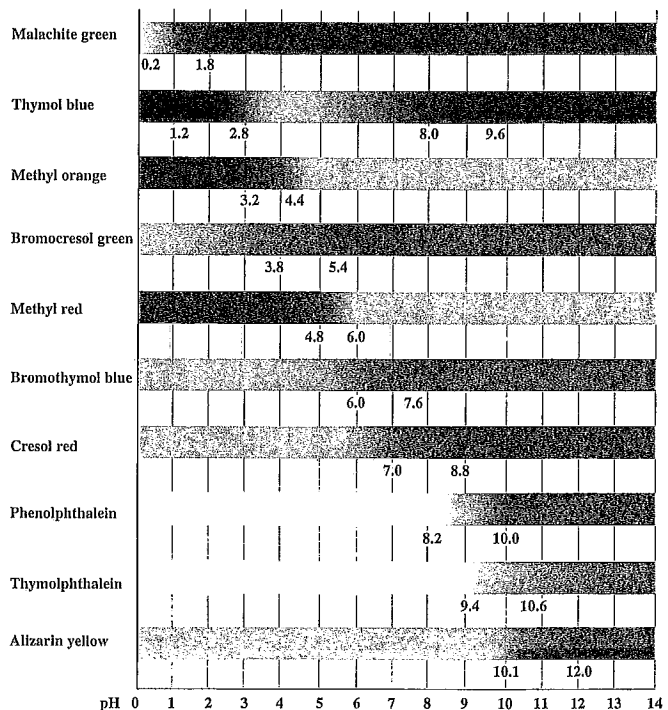 Malachite green
0.2 1.8
Thymol blue
1.2 2.8 8.0 9.6
Methyl orange
3.2 4.4
Bromocresol green
3.8 5.4
Methyl red
4.8 6.0
Bromothymol blue
6.0 7.6
Cresol red
7.0 8.8
Phenolphthalein
8.2 10.0
Thymolphthalein
9.4 10.6
Alizarin yellow
10.1 12.0
pH 0 1 2 3 4 5 6 7 8 9 10 11 12 13 14